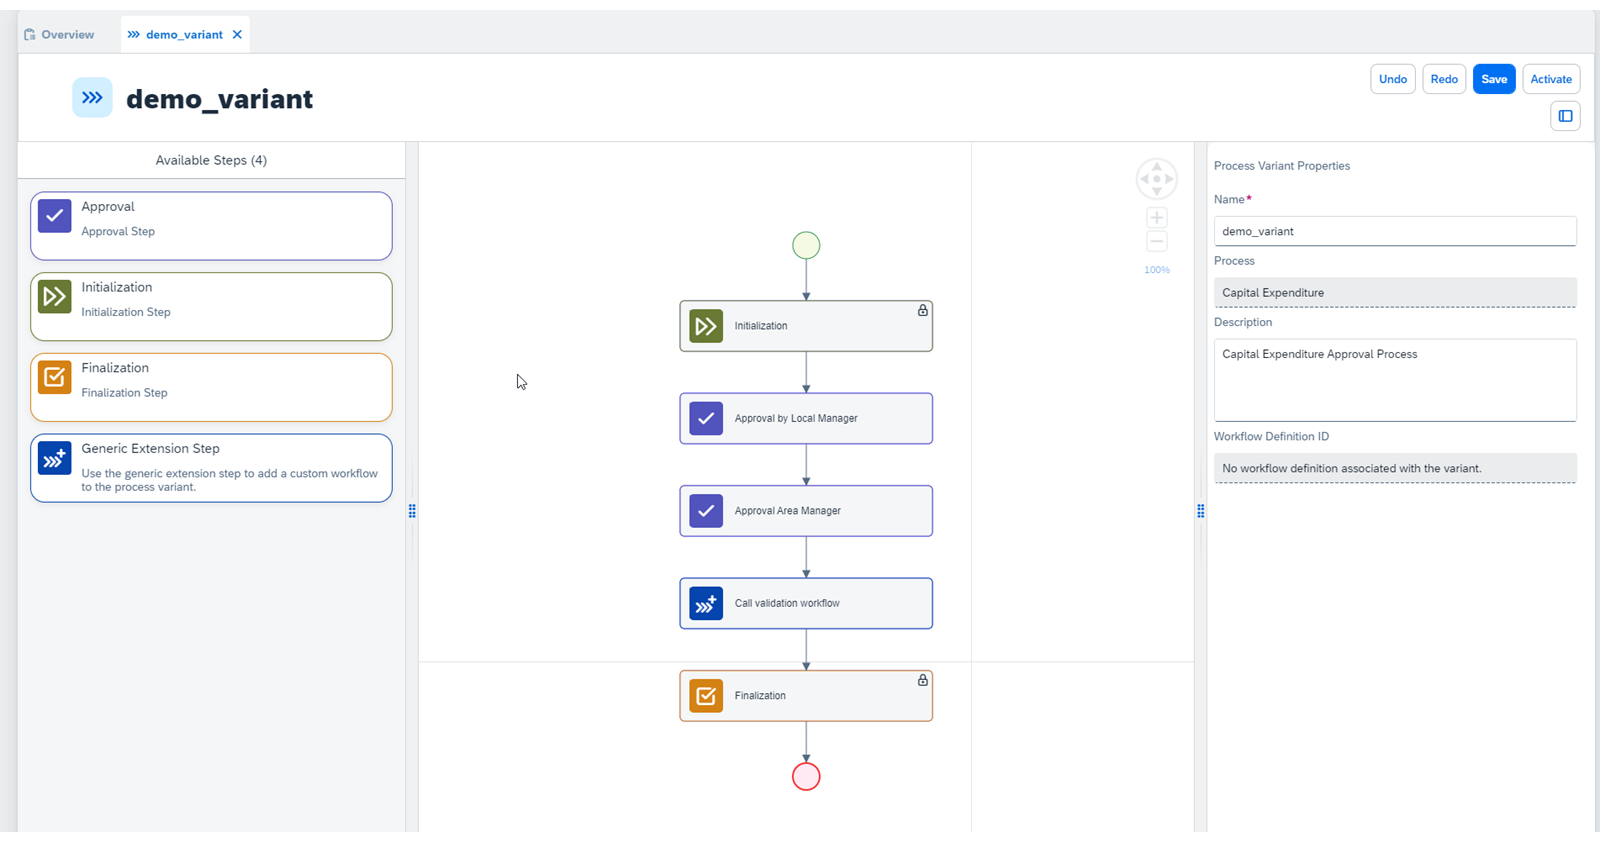 Overview
demo_variant
demo_variant
Undo
Redo
Save
Activate
Available Steps (4)
Approval
Approval Step
Initialization
Initialization Step
Finalization
Finalization Step
Generic Extension Step
Use the generic extension step to add a custom workflow
to the process variant.
100%
Initialization
Approval by Local Manager
Approval Area Manager
Call validation workflow
Finalization
Process Variant Properties
Name*
demo_variant
Process
Capital Expenditure
Description
Capital Expenditure Approval Process
Workflow Definition ID
No workflow definition associated with the variant.